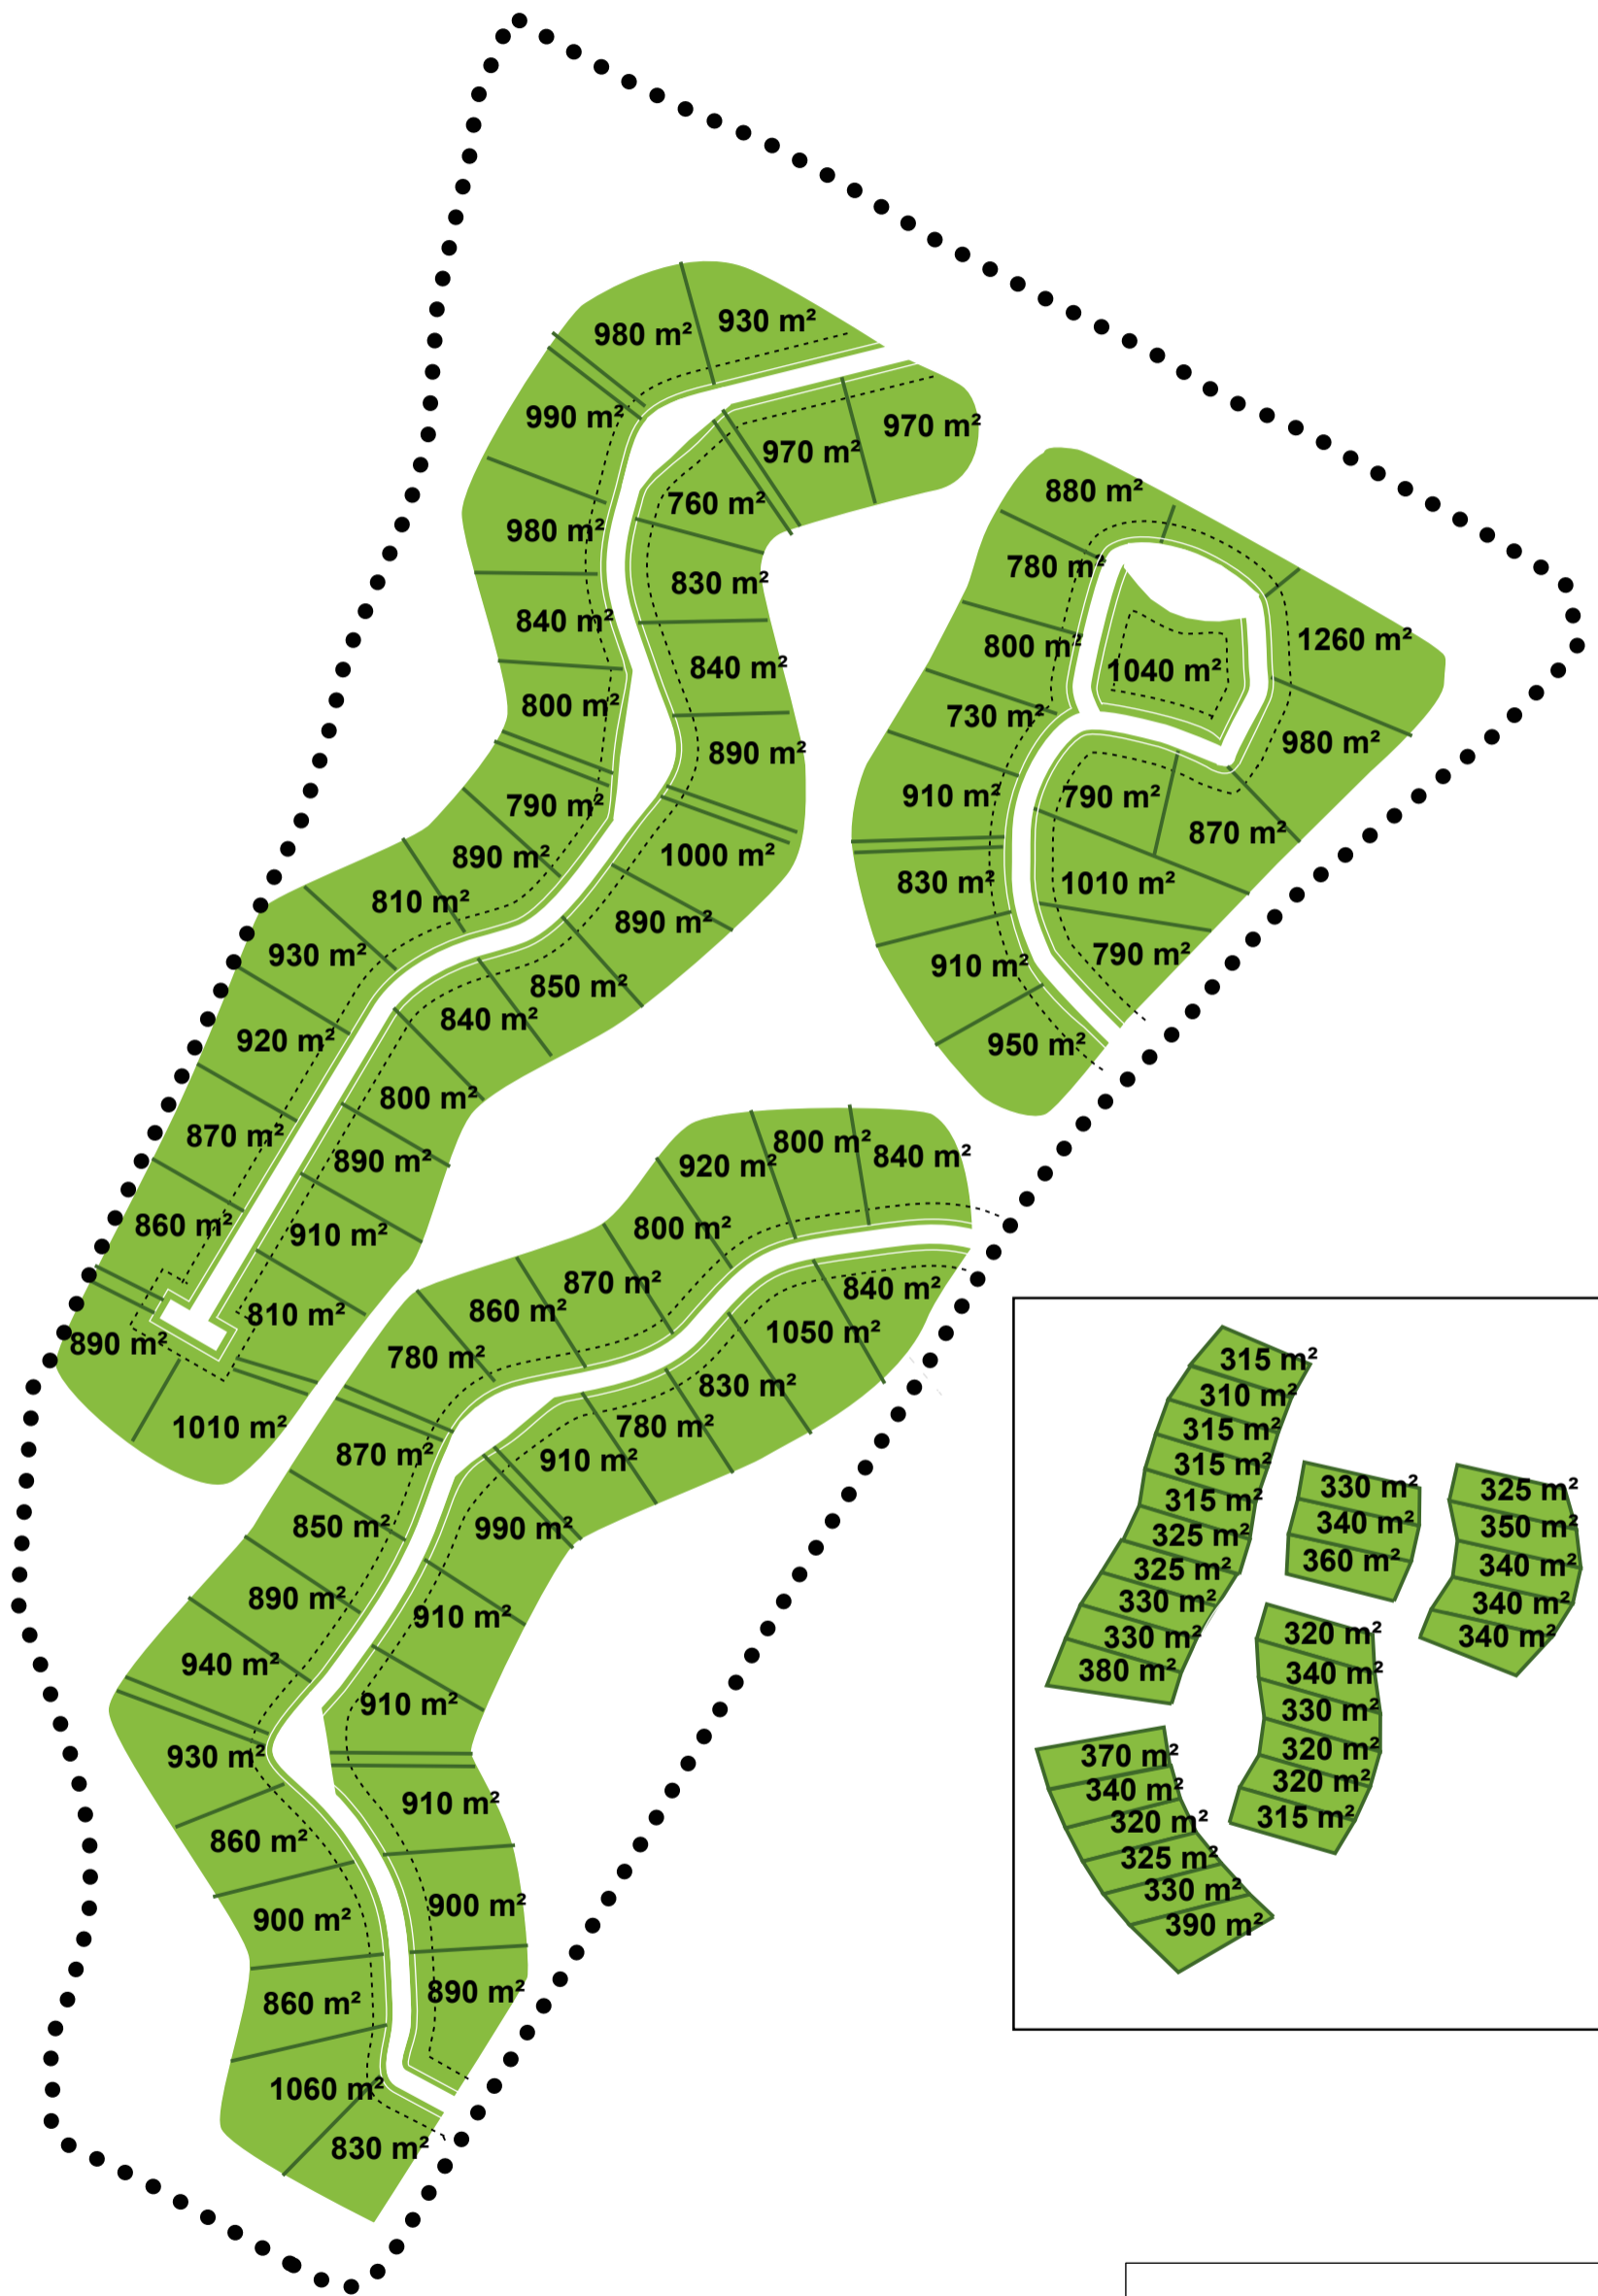 930 m²
980 m²
990 m²
970 m²
970 m²
760 m²
980 m²
830 m²
840 m²
840 m²
800 m²
890 m²
790 m²
890 m²
1000 m²
810 m²
890 m²
930 m²
850 m²
840 m²
920 m²
800 m²
870 m²
890 m²
860 m²
910 m²
810 m²
890 m²
1010 m²
880 m²
780 m²
800 m²
1040 m²
1260 m²
730 m²
980 m²
910 m²
790 m²
870 m²
830 m²
1010 m²
910 m²
790 m²
950 m²
800 m²
840 m²
920 m²
800 m²
870 m²
840 m²
860 m²
1050 m²
780 m²
830 m²
780 m²
870 m²
910 m²
850 m²
990 m²
890 m²
910 m²
940 m²
910 m²
930 m²
910 m²
860 m²
900 m²
900 m²
860 m²
890 m²
1060 m²
830 m²
315 m²
310 m²
315 m²
315 m²
315 m²
325 m²
325 m²
330 m²
330 m²
380 m²
330 m²
340 m²
360 m²
325 m²
350 m²
340 m²
340 m²
340 m²
320 m²
340 m²
330 m²
320 m²
320 m²
315 m²
370 m²
340 m²
320 m²
325 m²
330 m²
390 m²